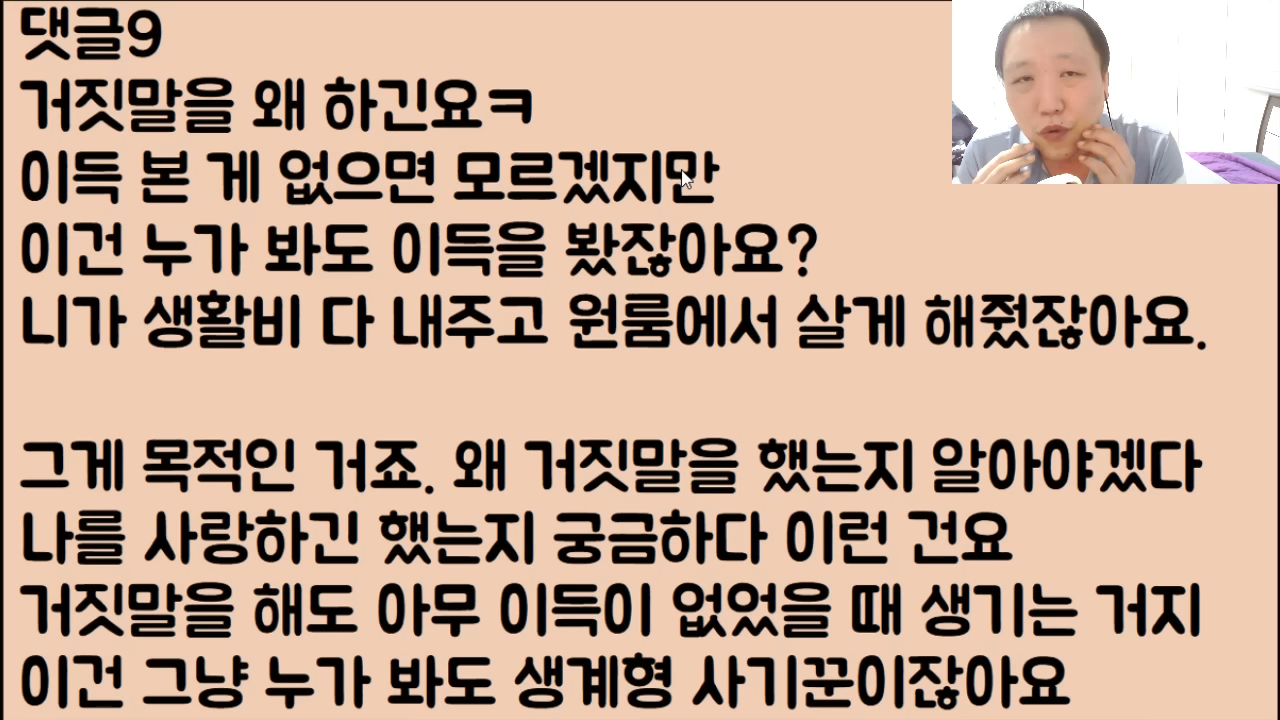 댓글9
거짓말을 왜 하긴요ㅋ
이득 본 게 없으면 모르겠지만
이건 누가 봐도 이득을 봤잖아요?
니가 생활비 다 내주고 원룸에서 살게 해줬잖아요.
그게 목적인 거죠. 왜 거짓말을 했는지 알아야겠다
나를 사랑하긴 했는지 궁금하다 이런 건요
거짓말을 해도 아무 이득이 없었을 때 생기는 거지
이건 그냥 누가 봐도 생계형 사기꾼이잖아요